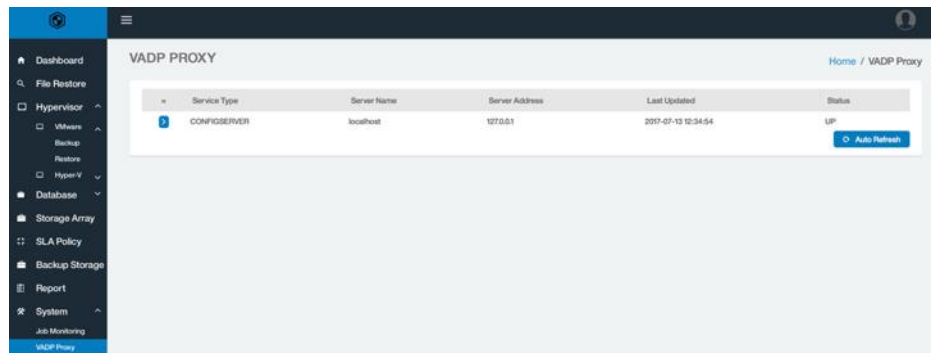 VADP PROXY
Home / VADP Proxy
Dashboard
File Restore
Hypervisor
VMware
Backup
Restore
Hyper-V
Database
Storage Array
SLA Policy
Backup Storage
Report
System
Job Monitoring
VADP Proxy
Service Type Server Name Server Address Last Updated Status
CONFIGSERVER localhost 127.0.0.1 2017-07-13 12:34:54 UP
Auto Refresh